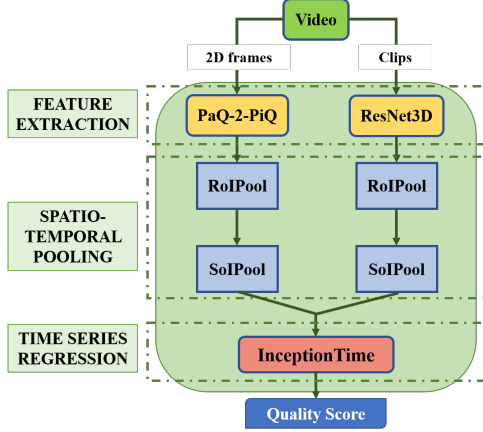 Video
2D frames
Clips
FEATURE
EXTRACTION
PaQ-2-PiQ
ResNet3D
SPATIO-
TEMPORAL
POOLING
RoIPool
RoIPool
SoIPool
SoIPool
TIME SERIES
REGRESSION
InceptionTime
Quality Score